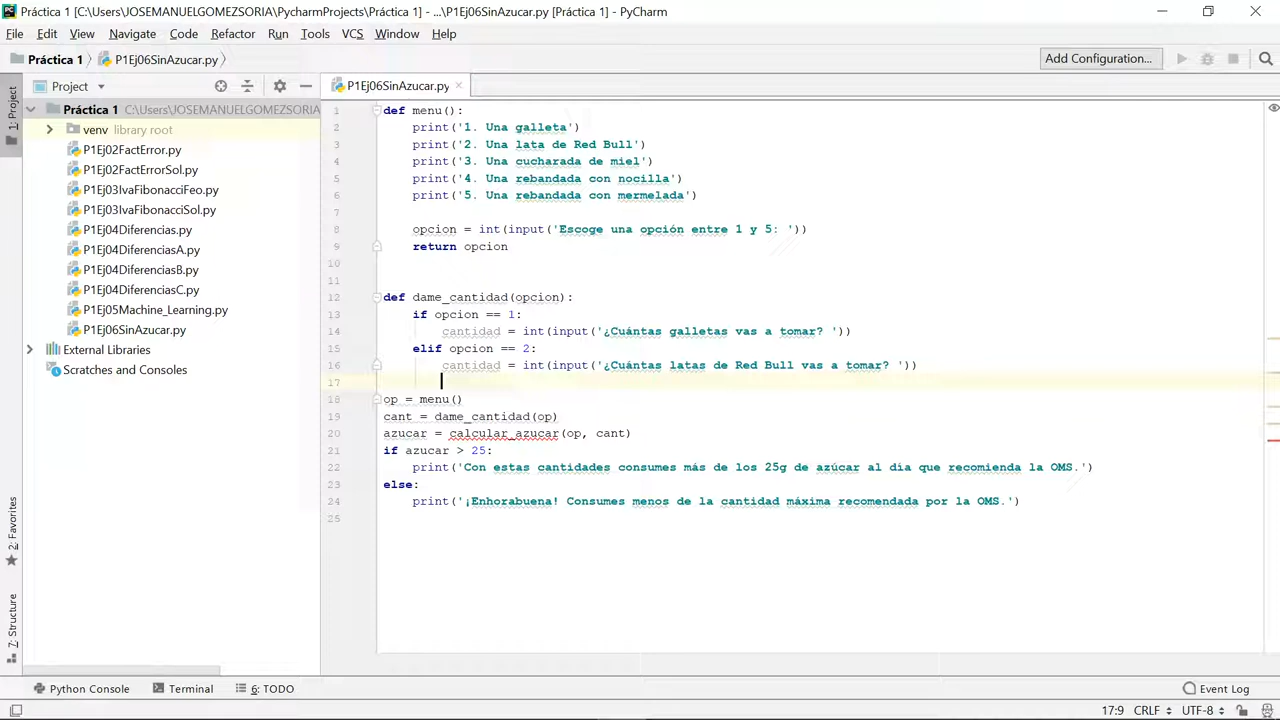 Práctica 1 [C:\Users\JOSEMANUELGOMEZSORIA\PycharmProjects\Práctica 1] - ...\P1Ej06SinAzucar.py [Práctica 1] - PyCharm
File Edit View Navigate Code Refactor Run Tools VCS Window Help
Práctica 1 P1Ej06SinAzucar.py Add Configuration...
1: Project
Project
P1Ej06SinAzucar.py
Práctica 1 C:\Users\JOSEMANUELGOMEZSORIA
venv library root
P1Ej02FactError.py
P1Ej02FactErrorSol.py
P1Ej03IvaFibonacciFeo.py
P1Ej03IvaFibonacciSol.py
P1Ej04Diferencias.py
P1Ej04DiferenciasA.py
P1Ej04DiferenciasB.py
P1Ej04DiferenciasC.py
P1Ej05Machine_Learning.py
P1Ej06SinAzucar.py
External Libraries
Scratches and Consoles
1 def menu():
2 print('1. Una galleta')
3 print('2. Una lata de Red Bull')
4 print('3. Una cucharada de miel')
5 print('4. Una rebandada con nocilla')
6 print('5. Una rebandada con mermelada')
7
8 opcion = int(input('Escoge una opción entre 1 y 5: '))
9 return opcion
10
11
12 def dame_cantidad(opcion):
13 if opcion == 1:
14 cantidad = int(input('¿Cuántas galletas vas a tomar? '))
15 elif opcion == 2:
16 cantidad = int(input('¿Cuántas latas de Red Bull vas a tomar? '))
17
18 op = menu()
19 cant = dame_cantidad(op)
20 azucar = calcular_azucar(op, cant)
21 if azucar > 25:
22 print('Con estas cantidades consumes más de los 25g de azúcar al día que recomienda la OMS.')
23 else:
24 print('¡Enhorabuena! Consumes menos de la cantidad máxima recomendada por la OMS.')
25
2: Favorites
7: Structure
Python Console Terminal 6: TODO Event Log
17:9 CRLF UTF-8